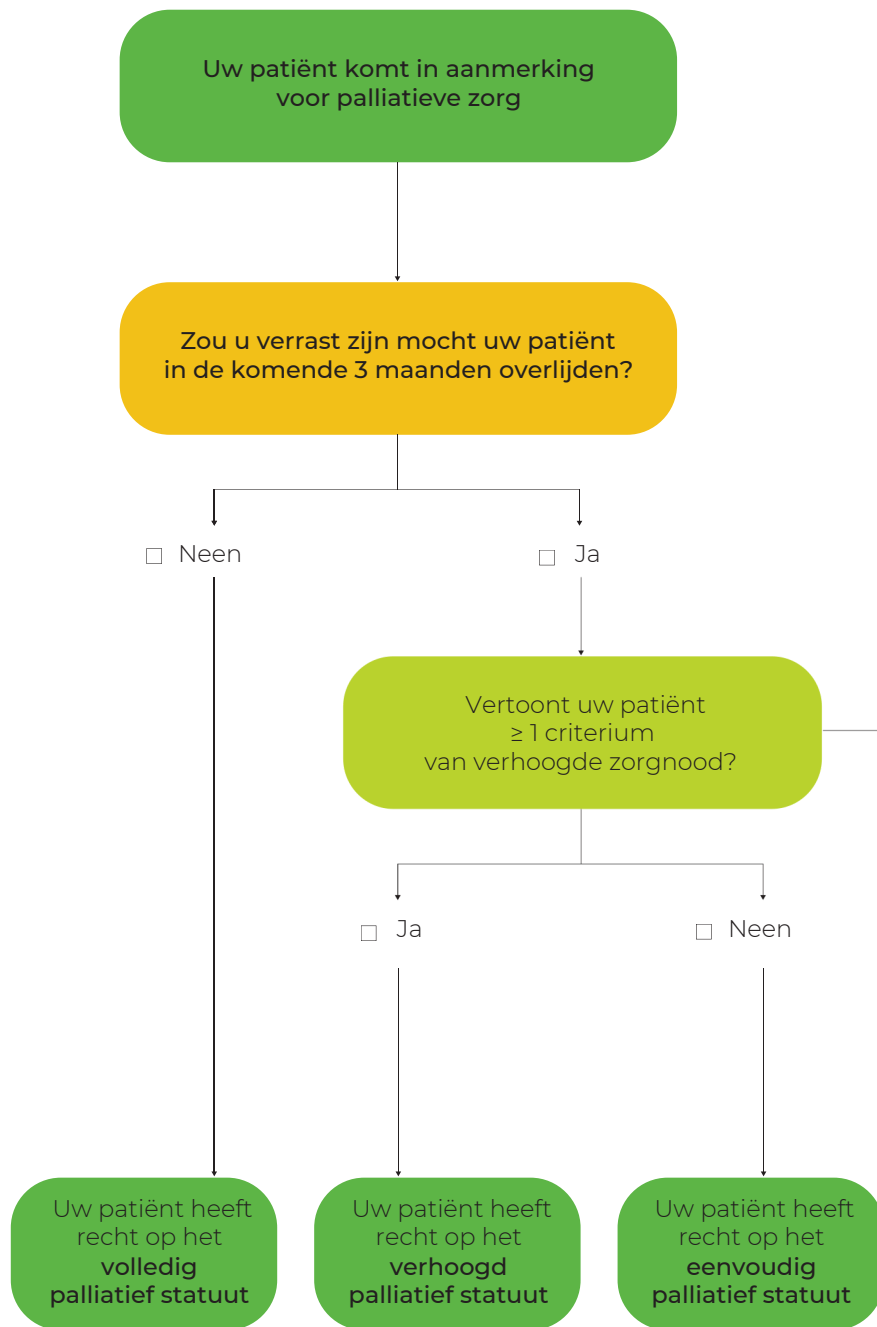 Uw patiënt komt in aanmerking
voor palliatieve zorg
Zou u verrast zijn mocht uw patiënt
in de komende 3 maanden overlijden?
☐ Neen
☐ Ja
Vertoont uw patiënt
≥ 1 criterium
van verhoogde zorgnood?
☐ Ja
☐ Neen
Uw patiënt heeft
recht op het
volledig
palliatief statuut
Uw patiënt heeft
recht op het
verhoogd
palliatief statuut
Uw patiënt heeft
recht op het
eenvoudig
palliatief statuut